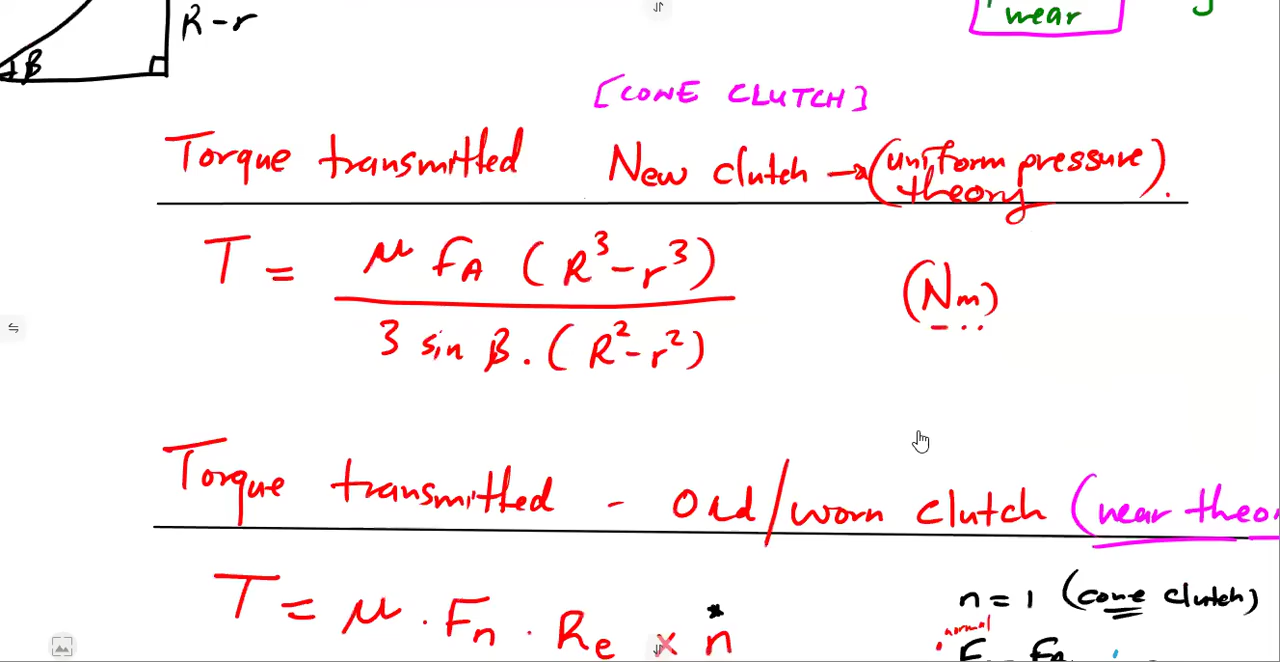 R-r
wear
β
[CONE CLUTCH]
Torque transmitted New clutch → (uniform pressure theory).
T = μ F_A (R³-r³) / 3 sin β . (R²-r²) (Nm)
Torque transmitted - Old/worn clutch (wear theor
T = μ . Fn . Re × n*
n = 1 (cone clutch)
normal